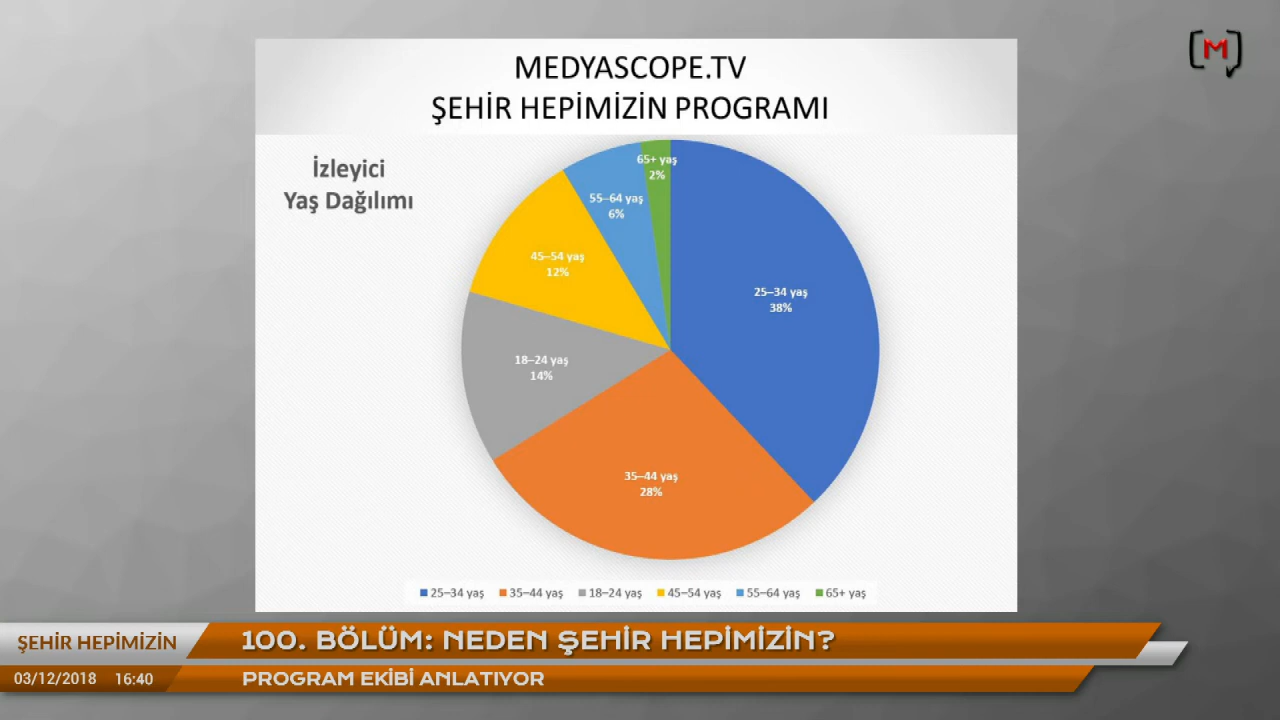 MEDYASCOPE.TV
ŞEHİR HEPİMİZİN PROGRAMI
İzleyici
Yaş Dağılımı
65+ yaş
2%
55–64 yaş
6%
45–54 yaş
12%
25–34 yaş
38%
18–24 yaş
14%
35–44 yaş
28%
25–34 yaş 35–44 yaş 18–24 yaş 45–54 yaş 55–64 yaş 65+ yaş
ŞEHİR HEPİMİZİN
100. BÖLÜM: NEDEN ŞEHİR HEPİMİZİN?
03/12/2018 16:40
PROGRAM EKİBİ ANLATIYOR
[M]